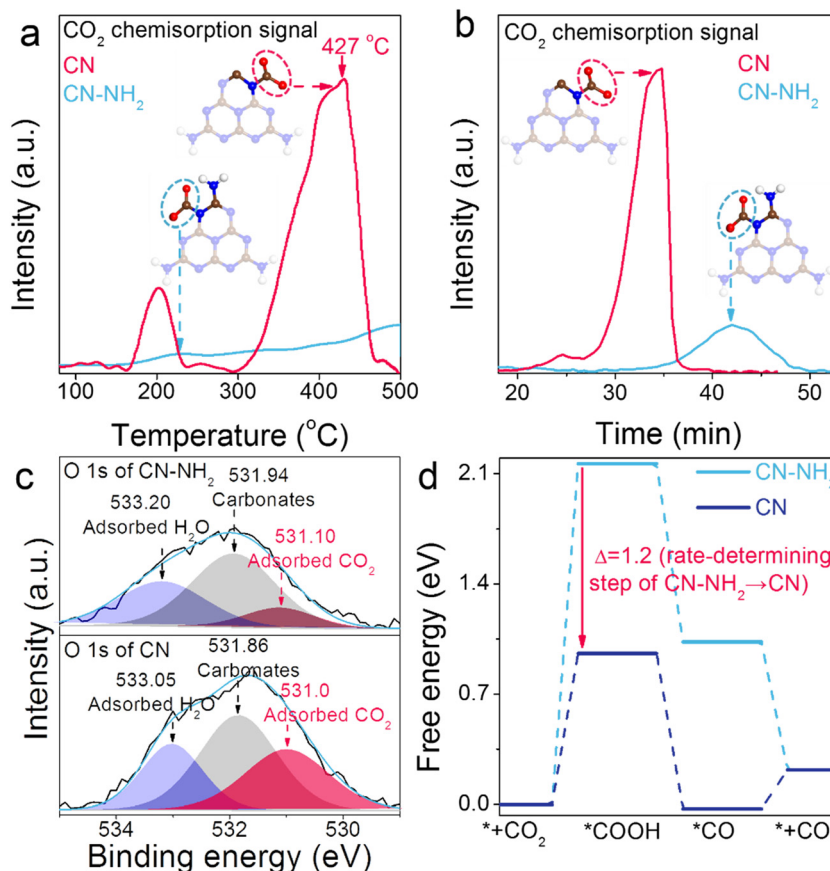 a
CO₂ chemisorption signal
CN
CN-NH₂
427 °C
Intensity (a.u.)
100 200 300 400 500
Temperature (°C)
b
CO₂ chemisorption signal
CN
CN-NH₂
Intensity (a.u.)
20 30 40 50
Time (min)
c
O 1s of CN-NH₂
533.20
Adsorbed H₂O
531.94
Carbonates
531.10
Adsorbed CO₂
O 1s of CN
533.05
Adsorbed H₂O
531.86
Carbonates
531.0
Adsorbed CO₂
Intensity (a.u.)
534 532 530
Binding energy (eV)
d
CN-NH₂
CN
Δ=1.2 (rate-determining
step of CN-NH₂→CN)
Free energy (eV)
2.1
1.4
0.7
0.0
*+CO₂ *COOH *CO *+CO